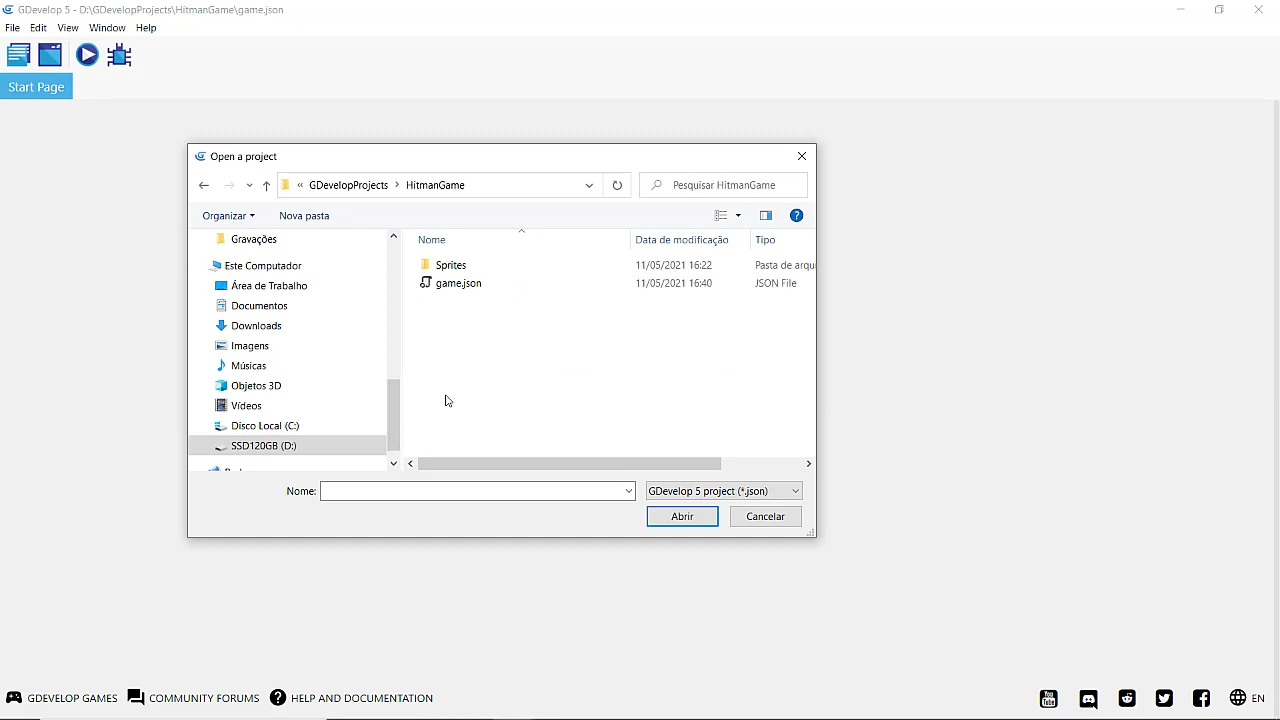 GDevelop 5 - D:\GDevelopProjects\HitmanGame\game.json
File Edit View Window Help
Start Page
Open a project
« GDevelopProjects > HitmanGame
Pesquisar HitmanGame
Organizar Nova pasta
Nome Data de modificação Tipo
Gravações
Este Computador
Área de Trabalho
Documentos
Downloads
Imagens
Músicas
Objetos 3D
Vídeos
Disco Local (C:)
SSD120GB (D:)
Sprites 11/05/2021 16:22 Pasta de arqu
game.json 11/05/2021 16:40 JSON File
Nome: GDevelop 5 project (*.json)
Abrir Cancelar
GDEVELOP GAMES COMMUNITY FORUMS HELP AND DOCUMENTATION
You Tube
EN